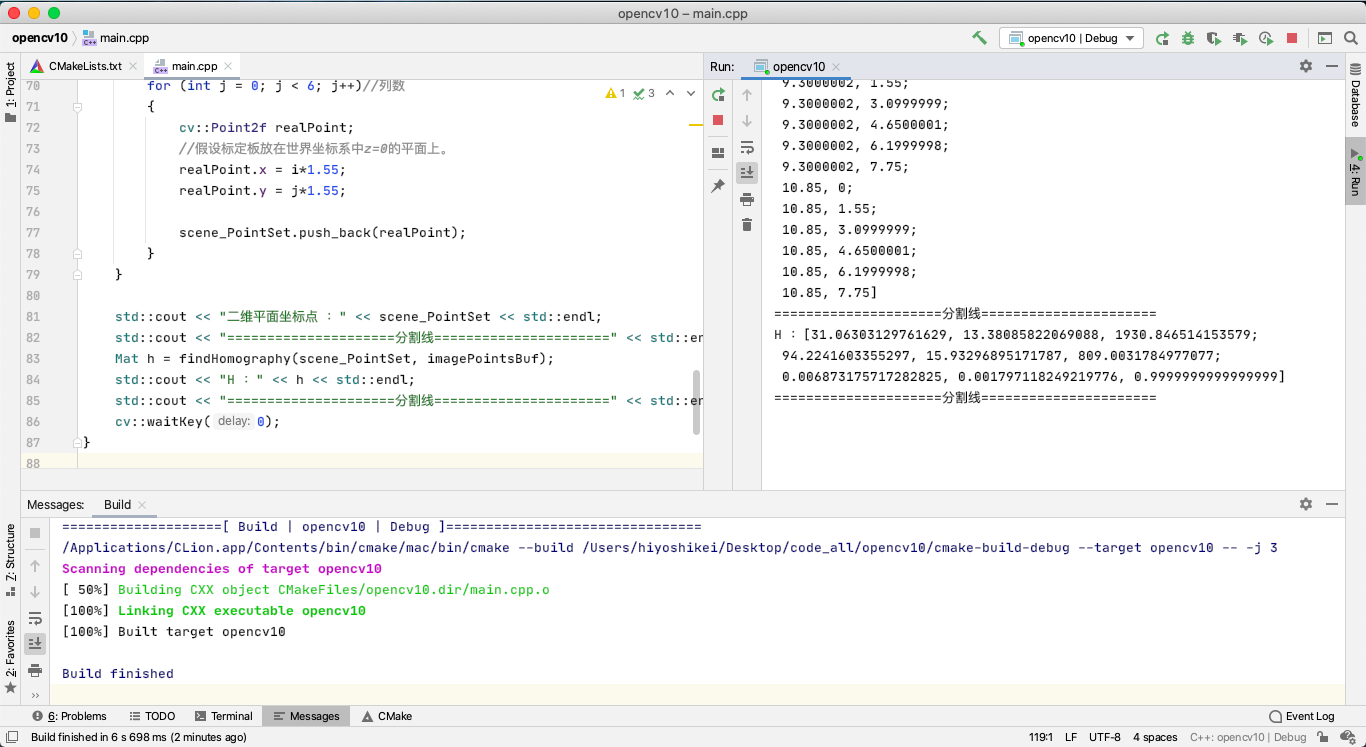 opencv10 – main.cpp
opencv10 main.cpp
opencv10 | Debug
CMakeLists.txt main.cpp
Run: opencv10
1: Project
Database
4: Run
7: Structure
2: Favorites
1 3
70 for (int j = 0; j < 6; j++)//列数
71 {
72 cv::Point2f realPoint;
73 //假设标定板放在世界坐标系中z=0的平面上。
74 realPoint.x = i*1.55;
75 realPoint.y = j*1.55;
76
77 scene_PointSet.push_back(realPoint);
78 }
79 }
80
81 std::cout << "二维平面坐标点 : " << scene_PointSet << std::endl;
82 std::cout << "=====================分割线======================" << std::en
83 Mat h = findHomography(scene_PointSet, imagePointsBuf);
84 std::cout << "H : " << h << std::endl;
85 std::cout << "=====================分割线======================" << std::en
86 cv::waitKey( delay: 0);
87 }
88
9.3000002, 1.55;
9.3000002, 3.0999999;
9.3000002, 4.6500001;
9.3000002, 6.1999998;
9.3000002, 7.75;
10.85, 0;
10.85, 1.55;
10.85, 3.0999999;
10.85, 4.6500001;
10.85, 6.1999998;
10.85, 7.75]
=====================分割线======================
H : [31.06303129761629, 13.38085822069088, 1930.846514153579;
94.2241603355297, 15.93296895171787, 809.0031784977077;
0.006873175717282825, 0.001797118249219776, 0.9999999999999999]
=====================分割线======================
Messages: Build
====================[ Build | opencv10 | Debug ]================================
/Applications/CLion.app/Contents/bin/cmake/mac/bin/cmake --build /Users/hiyoshikei/Desktop/code_all/opencv10/cmake-build-debug --target opencv10 -- -j 3
Scanning dependencies of target opencv10
[ 50%] Building CXX object CMakeFiles/opencv10.dir/main.cpp.o
[100%] Linking CXX executable opencv10
[100%] Built target opencv10
Build finished
6: Problems TODO Terminal Messages CMake Event Log
Build finished in 6 s 698 ms (2 minutes ago) 119:1 LF UTF-8 4 spaces C++: opencv10 | Debug